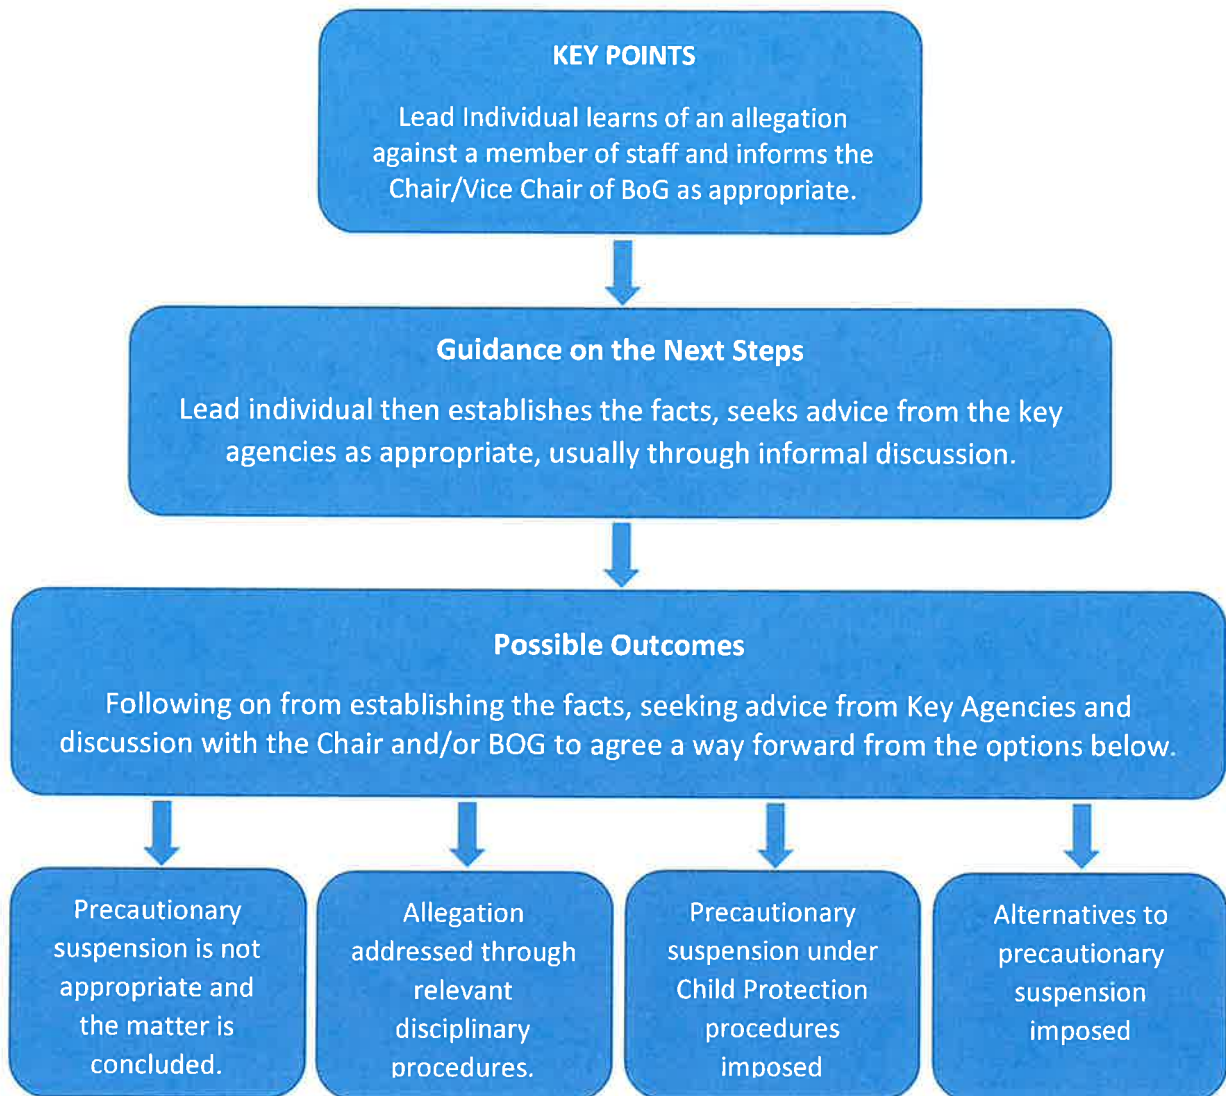 KEY POINTS
Lead Individual learns of an allegation
against a member of staff and informs the
Chair/Vice Chair of BoG as appropriate.
Guidance on the Next Steps
Lead individual then establishes the facts, seeks advice from the key
agencies as appropriate, usually through informal discussion.
Possible Outcomes
Following on from establishing the facts, seeking advice from Key Agencies and
discussion with the Chair and/or BOG to agree a way forward from the options below.
Precautionary
suspension is not
appropriate and
the matter is
concluded.
Allegation
addressed through
relevant
disciplinary
procedures.
Precautionary
suspension under
Child Protection
procedures
imposed
Alternatives to
precautionary
suspension
imposed